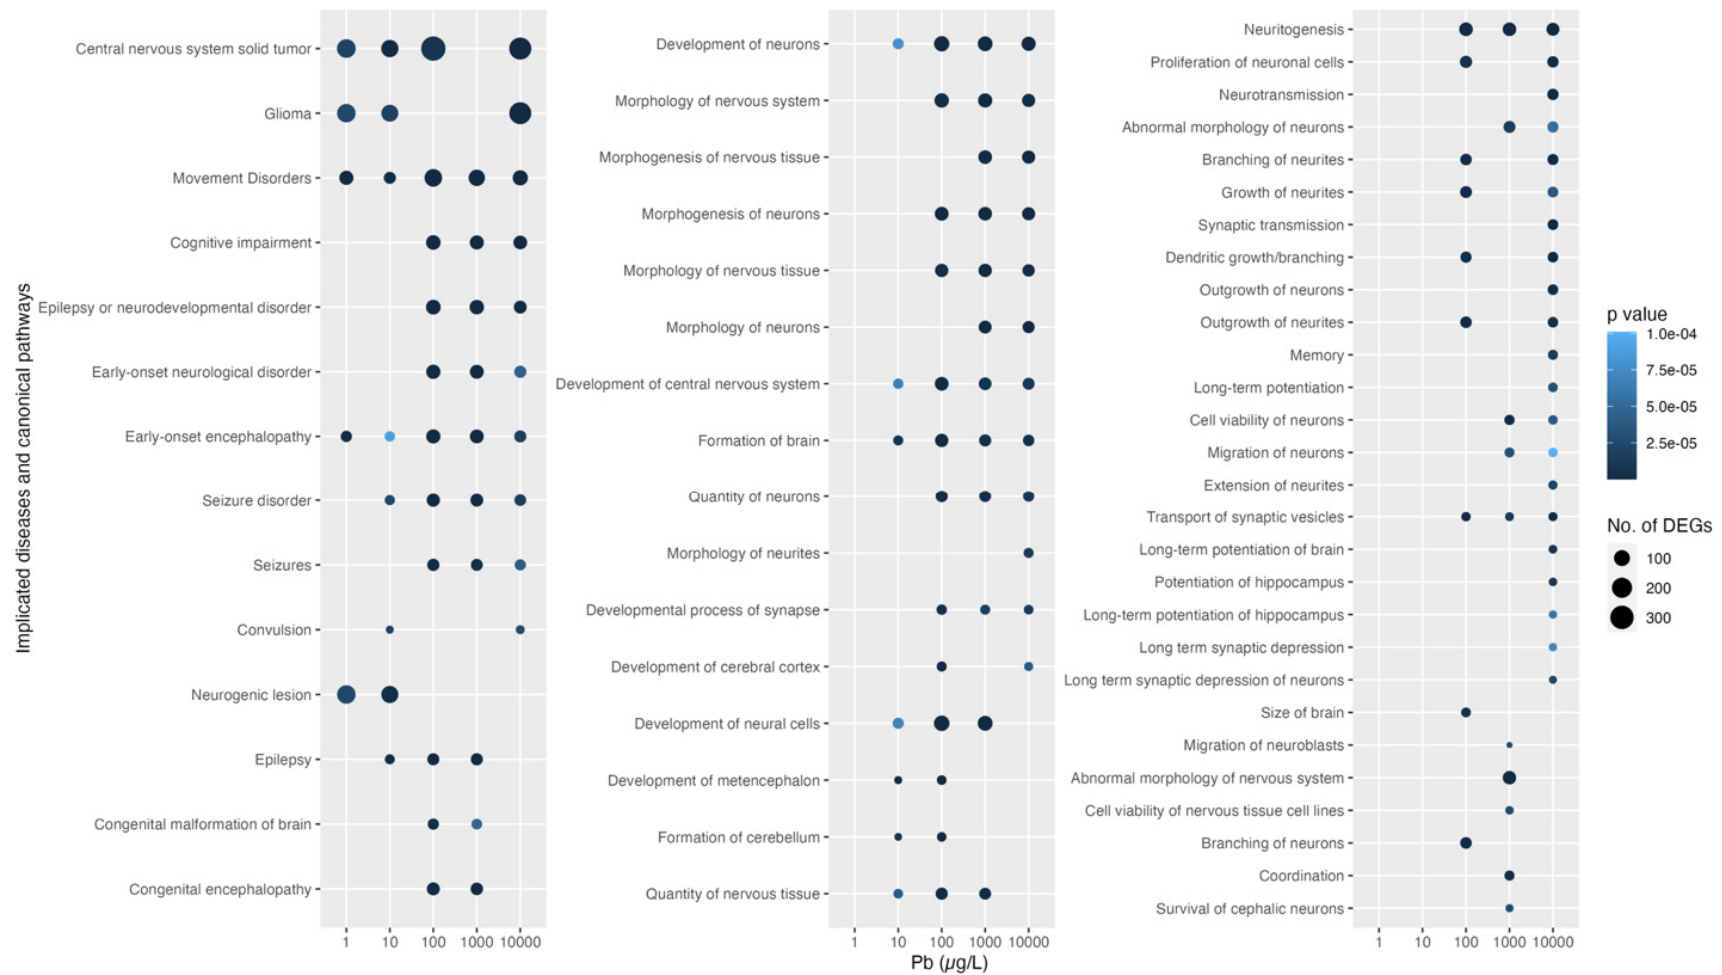 Implicated diseases and canonical pathways
Central nervous system solid tumor
Glioma
Movement Disorders
Cognitive impairment
Epilepsy or neurodevelopmental disorder
Early-onset neurological disorder
Early-onset encephalopathy
Seizure disorder
Seizures
Convulsion
Neurogenic lesion
Epilepsy
Congenital malformation of brain
Congenital encephalopathy
1 10 100 1000 10000
Development of neurons
Morphology of nervous system
Morphogenesis of nervous tissue
Morphogenesis of neurons
Morphology of nervous tissue
Morphology of neurons
Development of central nervous system
Formation of brain
Quantity of neurons
Morphology of neurites
Developmental process of synapse
Development of cerebral cortex
Development of neural cells
Development of metencephalon
Formation of cerebellum
Quantity of nervous tissue
1 10 100 1000 10000
Pb (µg/L)
Neuritogenesis
Proliferation of neuronal cells
Neurotransmission
Abnormal morphology of neurons
Branching of neurites
Growth of neurites
Synaptic transmission
Dendritic growth/branching
Outgrowth of neurons
Outgrowth of neurites
Memory
Long-term potentiation
Cell viability of neurons
Migration of neurons
Extension of neurites
Transport of synaptic vesicles
Long-term potentiation of brain
Potentiation of hippocampus
Long-term potentiation of hippocampus
Long term synaptic depression
Long term synaptic depression of neurons
Size of brain
Migration of neuroblasts
Abnormal morphology of nervous system
Cell viability of nervous tissue cell lines
Branching of neurons
Coordination
Survival of cephalic neurons
1 10 100 1000 10000
p value
1.0e-04
7.5e-05
5.0e-05
2.5e-05
No. of DEGs
100
200
300